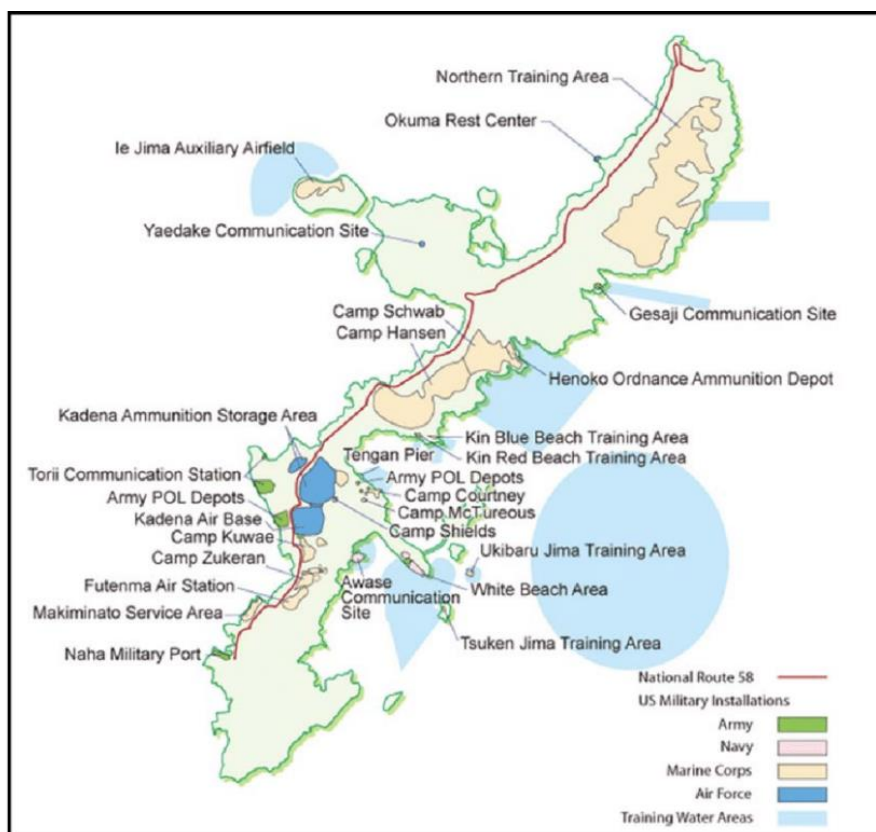 Northern Training Area
Okuma Rest Center
Ie Jima Auxiliary Airfield
Yaedake Communication Site
Camp Schwab
Camp Hansen
Gesaji Communication Site
Henoko Ordnance Ammunition Depot
Kadena Ammunition Storage Area
Kin Blue Beach Training Area
Kin Red Beach Training Area
Tengan Pier
Torii Communication Station
Army POL Depots
Army POL Depots
Camp Courtney
Kadena Air Base
Camp McTureous
Camp Kuwae
Camp Shields
Camp Zukeran
Ukibaru Jima Training Area
Futenma Air Station
Awase
Communication
Site
White Beach Area
Makiminato Service Area
Tsuken Jima Training Area
Naha Military Port
National Route 58
US Military Installations
Army
Navy
Marine Corps
Air Force
Training Water Areas